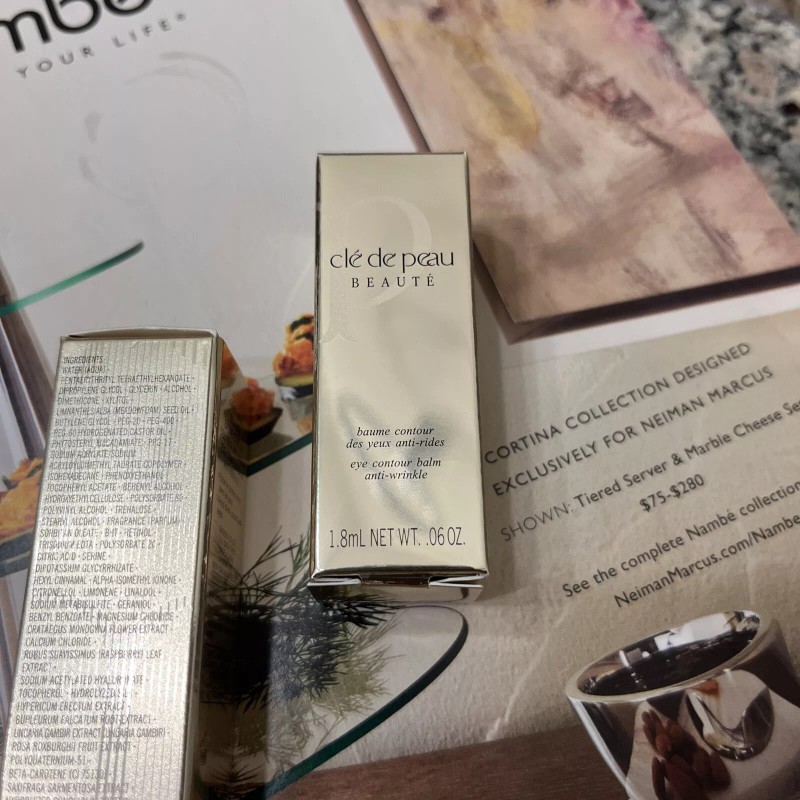 YOUR LIFE®
clé de peau
BEAUTÉ
baume contour
des yeux anti-rides
eye contour balm
anti-wrinkle
1.8mL NET WT. .06 OZ.
INGREDIENTS
WATER (AQUA)•
PENTAERYTHRITYL TETRAETHYLHEXANOATE•
DIPROPYLENE GLYCOL•GLYCERIN•ALCOHOL•
DIMETHICONE•XYLITOL•
LIMNANTHES ALBA (MEADOWFOAM) SEED OIL•
BUTYLENE GLYCOL•PEG-20•PEG-400•
PEG-60 HYDROGENATED CASTOR OIL•
PHYTOSTERYL MACADAMIATE•PPG-17•
SODIUM ACRYLATE/SODIUM
ACRYLOYLDIMETHYL TAURATE COPOLYMER•
ISOHEXADECANE•PHENOXYETHANOL•
TOCOPHERYL ACETATE•BEHENYL ALCOHOL•
HYDROXYETHYLCELLULOSE•POLYSORBATE 80•
POLYVINYL ALCOHOL•TREHALOSE•
STEARYL ALCOHOL•FRAGRANCE (PARFUM)•
SORBITAN OLEATE•BHT•RETINOL•
TRISODIUM EDTA•POLYSORBATE 20•
CITRIC ACID•SERINE•
DIPOTASSIUM GLYCYRRHIZATE•
HEXYL CINNAMAL•ALPHA-ISOMETHYL IONONE•
CITRONELLOL•LIMONENE•LINALOOL•
SODIUM METABISULFITE•GERANIOL•
BENZYL BENZOATE•MAGNESIUM CHLORIDE•
CRATAEGUS MONOGYNA FLOWER EXTRACT•
CALCIUM CHLORIDE•
RUBUS SUAVISSIMUS (RASPBERRY) LEAF
EXTRACT•
SODIUM ACETYLATED HYALURONATE•
TOCOPHEROL•HYDROLYZED SILK•
HYPERICUM ERECTUM EXTRACT•
BUPLEURUM FALCATUM ROOT EXTRACT•
UNCARIA GAMBIR EXTRACT (UNCARIA GAMBIR)•
ROSA ROXBURGHII FRUIT EXTRACT•
POLYQUATERNIUM-51•
BETA-CAROTENE (CI 75130)•
SAXIFRAGA SARMENTOSA EXTRACT•
CORTINA COLLECTION DESIGNED
EXCLUSIVELY FOR NEIMAN MARCUS
SHOWN: Tiered Server & Marble Cheese Se
$75-$280
See the complete Nambé collection
NeimanMarcus.com/Nambe